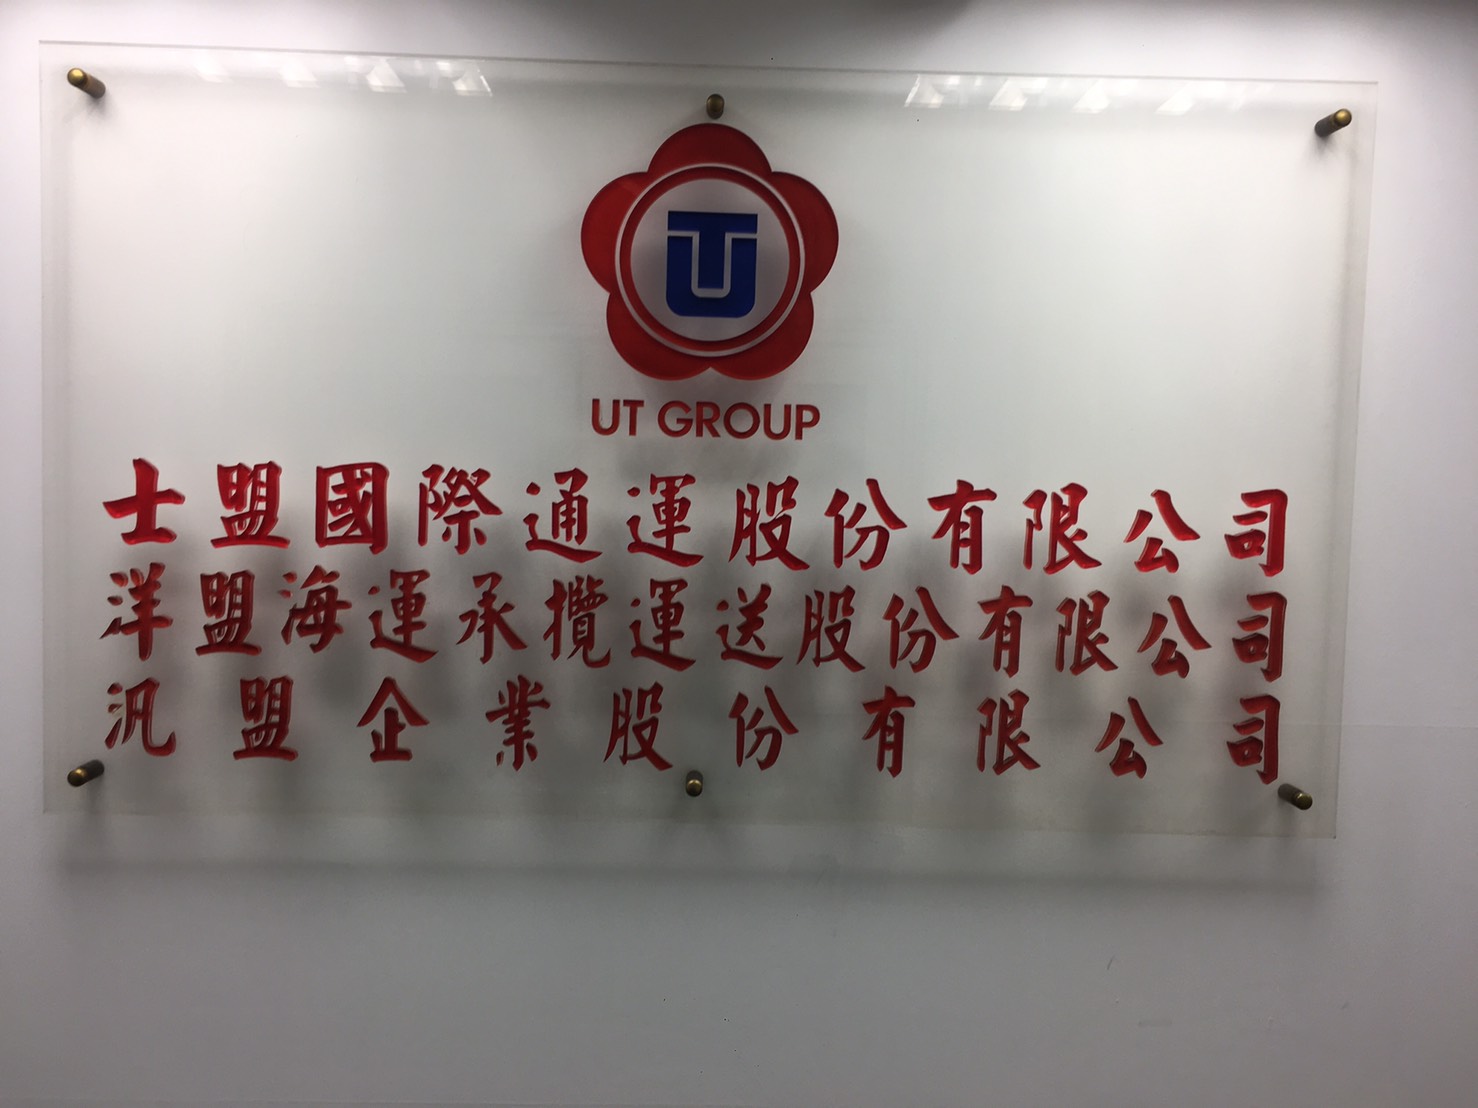 UT
UT GROUP
士盟國際通運股份有限公司
洋盟海運承攬運送股份有限公司
汎盟企業股份有限公司